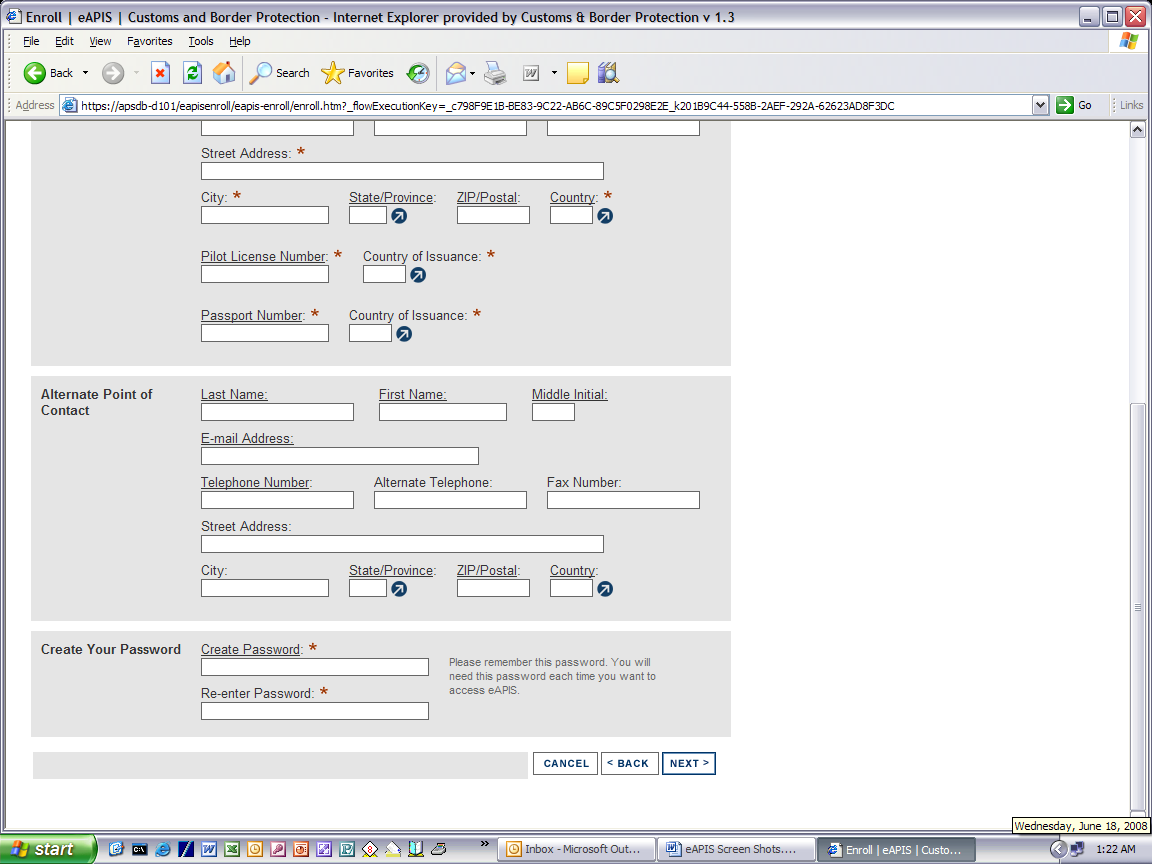 Enroll | eAPIS | Customs and Border Protection - Internet Explorer provided by Customs & Border Protection v 1.3
File Edit View Favorites Tools Help
Back Search Favorites
Address https://apsdb-d101/eapisenroll/eapis-enroll/enroll.htm?_flowExecutionKey=_c798F9E1B-BE83-9C22-AB6C-89C5F0298E2E_k201B9C44-558B-2AEF-292A-62623AD8F3DC Go Links
Street Address: *
City: * State/Province: ZIP/Postal: Country: *
Pilot License Number: * Country of Issuance: *
Passport Number: * Country of Issuance: *
Alternate Point of Contact
Last Name: First Name: Middle Initial:
E-mail Address:
Telephone Number: Alternate Telephone: Fax Number:
Street Address:
City: State/Province: ZIP/Postal: Country:
Create Your Password
Create Password: *
Please remember this password. You will
need this password each time you want to
access eAPIS.
Re-enter Password: *
CANCEL < BACK NEXT >
Wednesday, June 18, 2008
start » Inbox - Microsoft Out... eAPIS Screen Shots.... Enroll | eAPIS | Custo... 1:22 AM